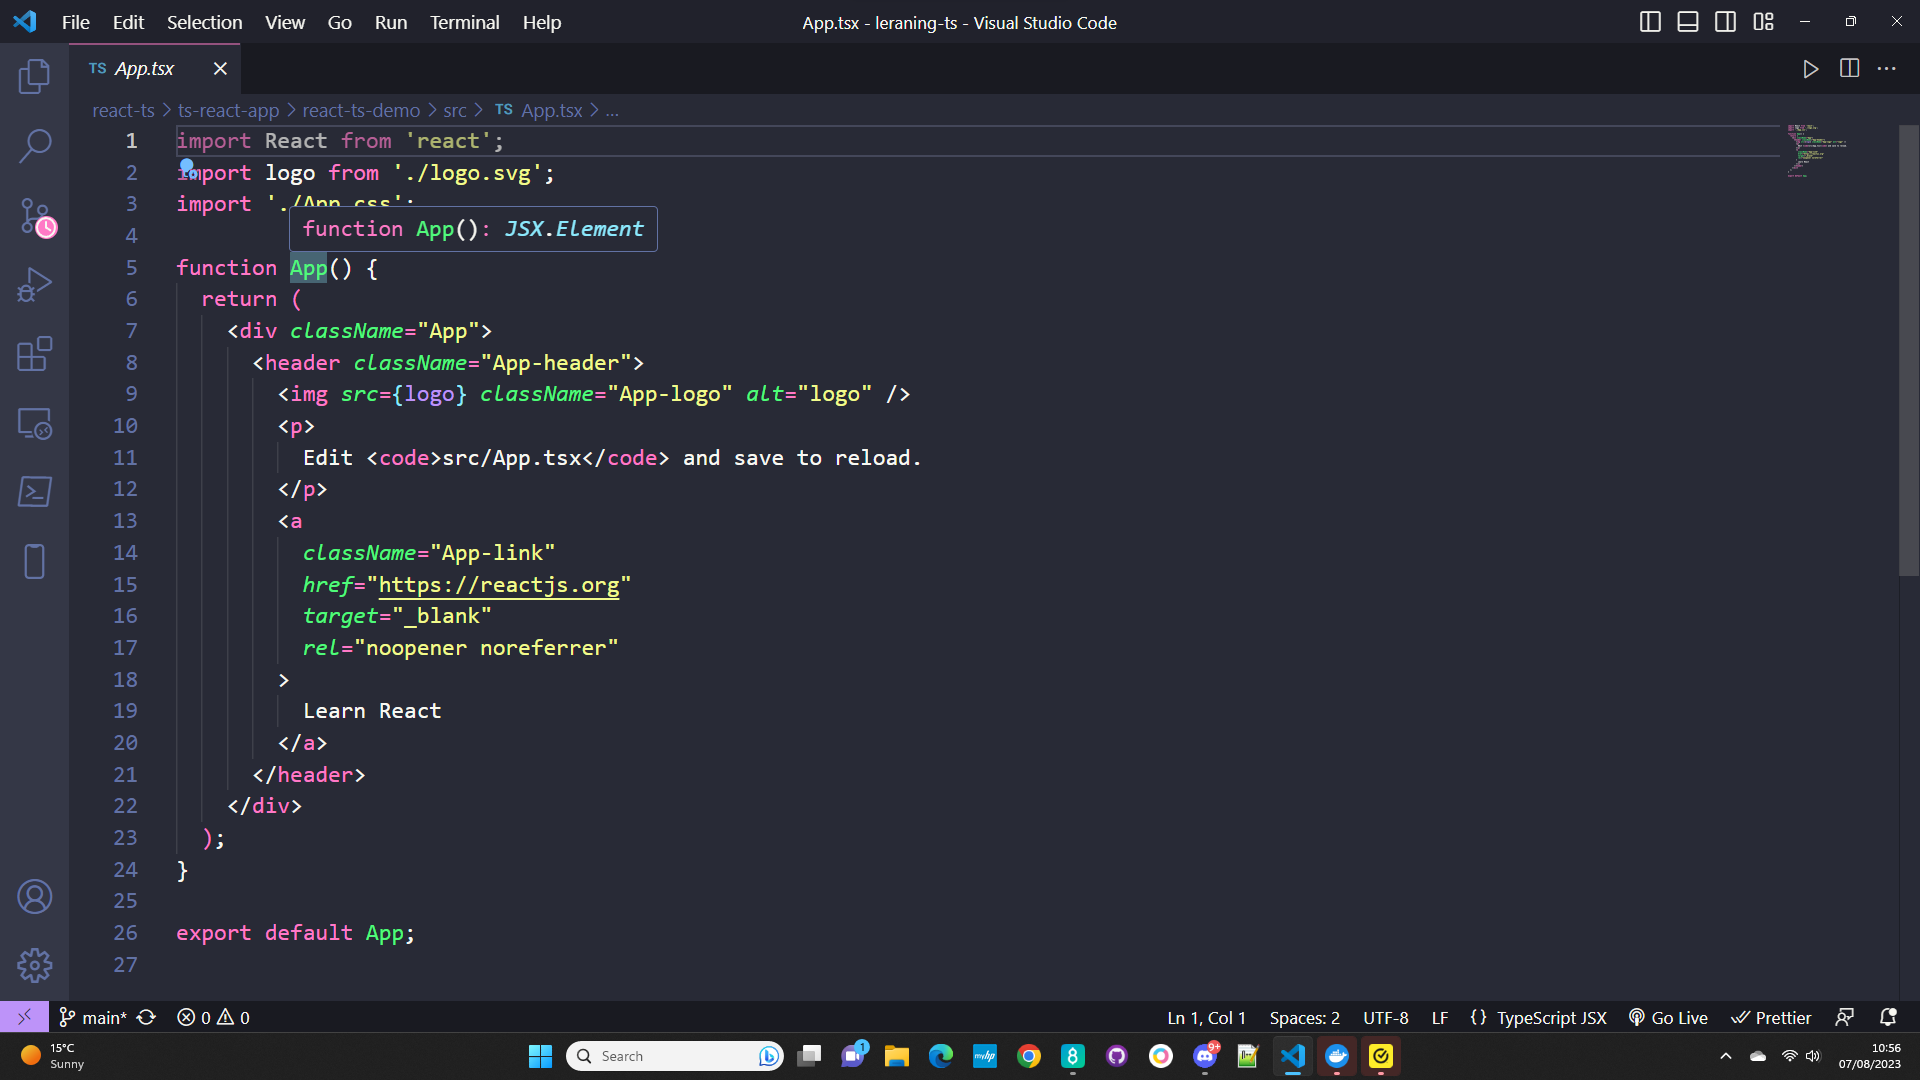 File Edit Selection View Go Run Terminal Help
App.tsx - leraning-ts - Visual Studio Code
TS App.tsx
react-ts > ts-react-app > react-ts-demo > src > TS App.tsx > ...
1 import React from 'react';
2 import logo from './logo.svg';
3 import './App.css';
function App(): JSX.Element
4
5 function App() {
6 return (
7 <div className="App">
8 <header className="App-header">
9 <img src={logo} className="App-logo" alt="logo" />
10 <p>
11 Edit <code>src/App.tsx</code> and save to reload.
12 </p>
13 <a
14 className="App-link"
15 href="https://reactjs.org"
16 target="_blank"
17 rel="noopener noreferrer"
18 >
19 Learn React
20 </a>
21 </header>
22 </div>
23 );
24 }
25
26 export default App;
27
main* 0 0
Ln 1, Col 1 Spaces: 2 UTF-8 LF {} TypeScript JSX Go Live Prettier
15°C
Sunny
Search
1
myhp
8
9+
10:56
07/08/2023